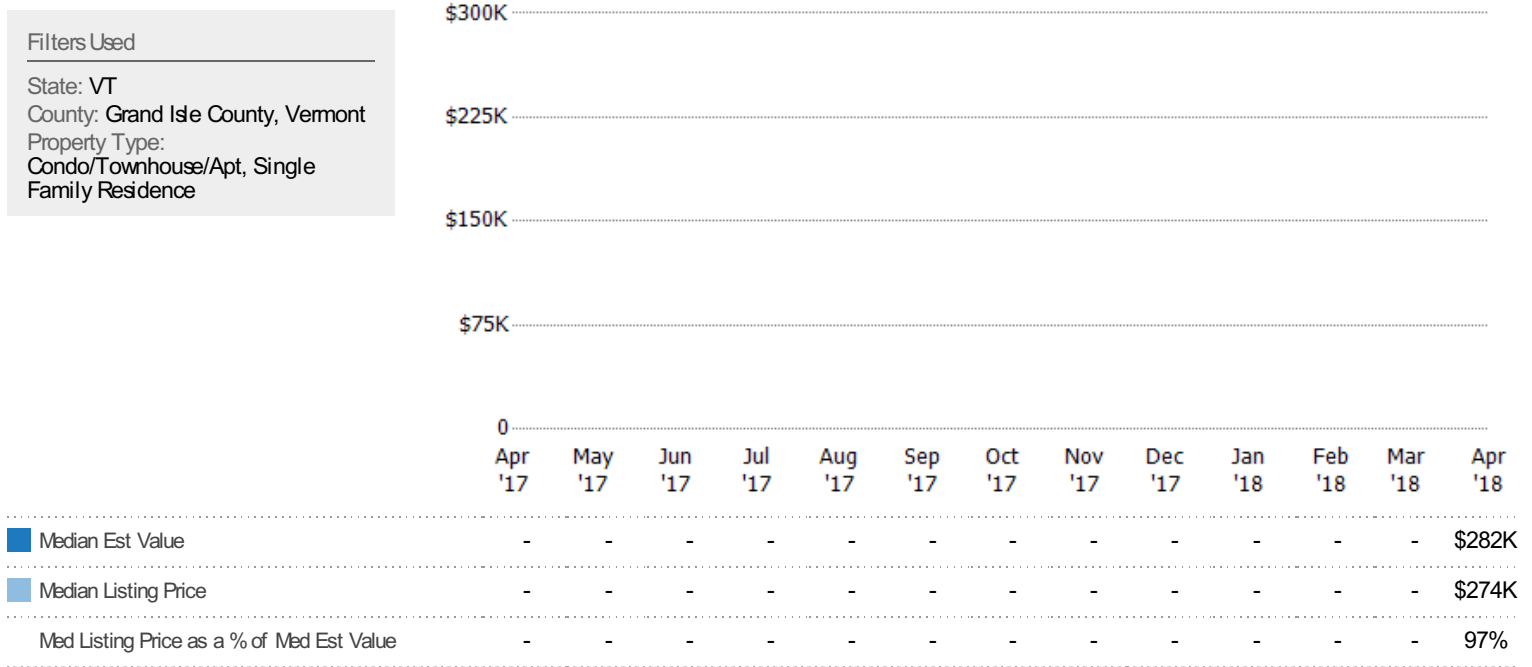 Filters Used
State: VT
County: Grand Isle County, Vermont
Property Type:
Condo/Townhouse/Apt, Single
Family Residence
$300K
$225K
$150K
$75K
0
Apr May Jun Jul Aug Sep Oct Nov Dec Jan Feb Mar Apr
'17 '17 '17 '17 '17 '17 '17 '17 '17 '18 '18 '18 '18
Median Est Value - - - - - - - - - - - - $282K
Median Listing Price - - - - - - - - - - - - $274K
Med Listing Price as a % of Med Est Value - - - - - - - - - - - - 97%